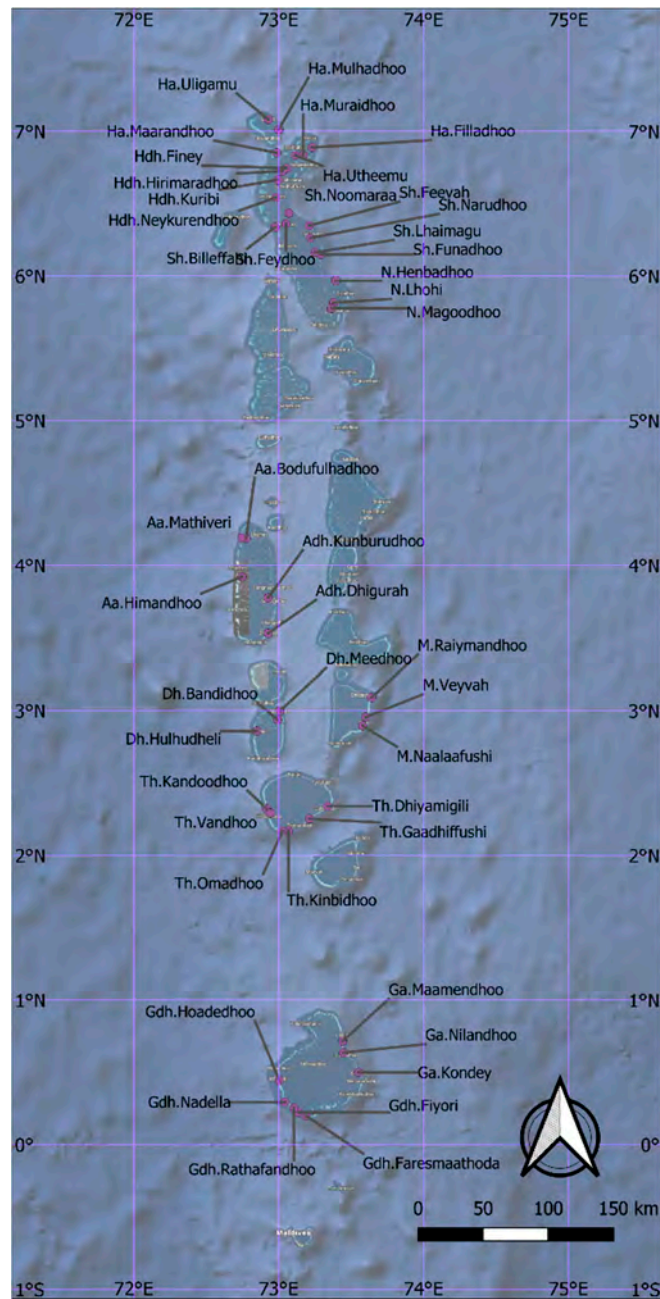 72°E 73°E 74°E 75°E
Ha.Mulhadhoo
Ha.Uligamu
Ha.Muraidhoo
7°N 7°N
Ha.Maarandhoo
Ha.Filladhoo
Hdh.Finey
Ha.Utheemu
Hdh.Hirimaradhoo
Sh.Noomaraa
Sh.Feevah
Hdh.Kuribi
Sh.Narudhoo
Hdh.Neykurendhoo
Sh.Lhaimagu
Sh.Funadhoo
Sh.Billeffahi
Sh.Feydhoo
6°N 6°N
N.Henbadhoo
N.Lhohi
N.Magoodhoo
5°N 5°N
Aa.Bodufulhadhoo
Aa.Mathiveri
Adh.Kunburudhoo
4°N 4°N
Adh.Dhigurah
Aa.Himandhoo
Dh.Meedhoo
M.Raiymandhoo
Dh.Bandidhoo
M.Veyvah
3°N 3°N
Dh.Hulhudheli
M.Naalaafushi
Th.Kandoodhoo
Th.Dhiyamigili
Th.Vandhoo
Th.Gaadhiffushi
2°N 2°N
Th.Omadhoo
Th.Kinbidhoo
1°N 1°N
Ga.Maamendhoo
Gdh.Hoadedhoo
Ga.Nilandhoo
Ga.Kondey
Gdh.Nadella
Gdh.Fiyori
0° 0°
Gdh.Rathafandhoo
Gdh.Faresmaathoda
0 50 100 150 km
Maldives
1°S 1°S
72°E 73°E 74°E 75°E